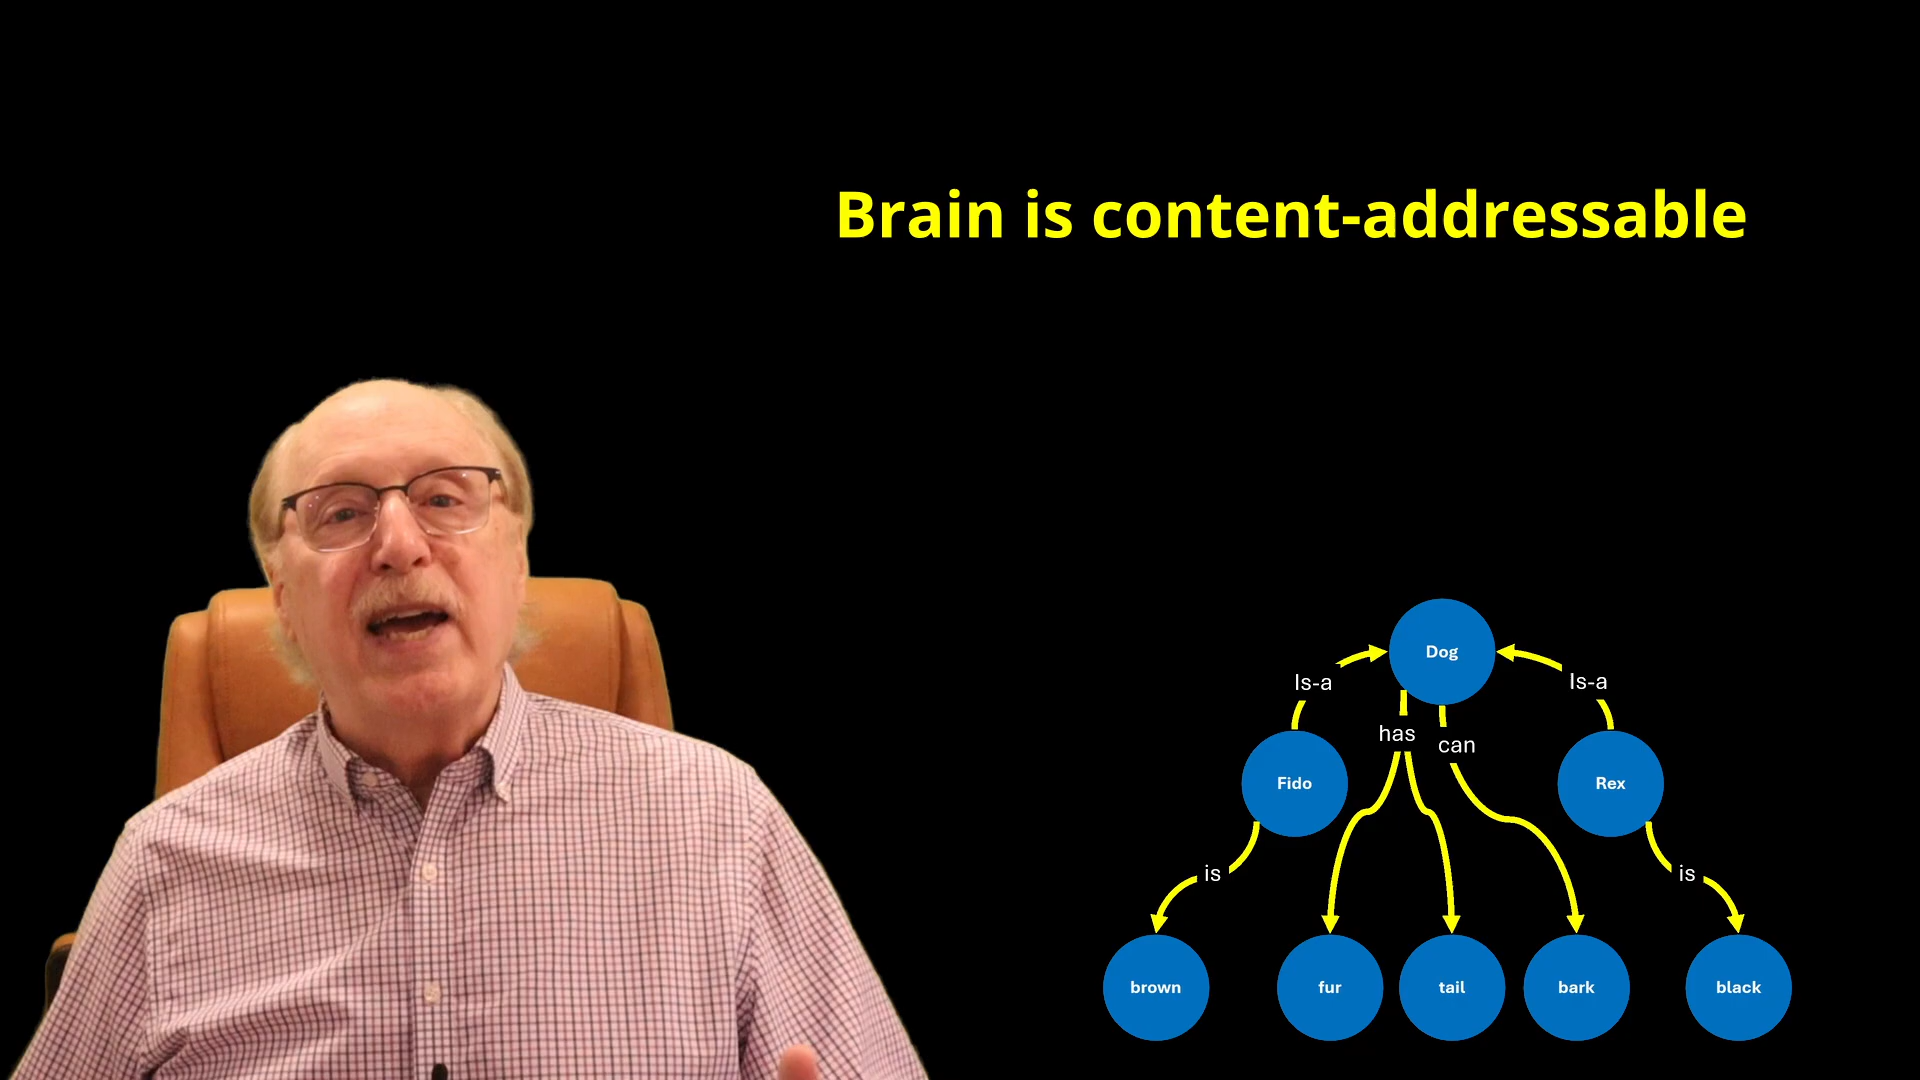 Brain is content-addressable
Dog
Is-a
Is-a
has
can
Fido
Rex
is
is
brown
fur
tail
bark
black